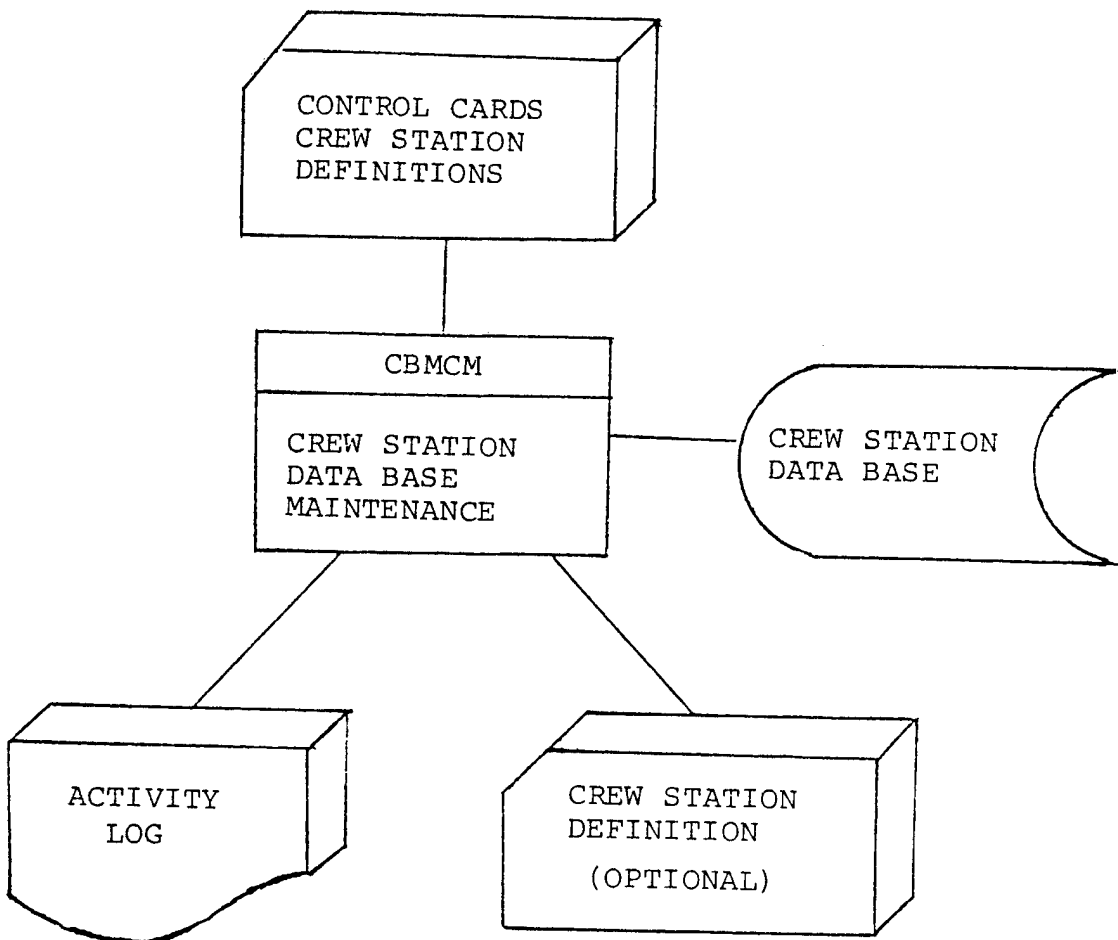 CONTROL CARDS
CREW STATION
DEFINITIONS
CBMCM
CREW STATION
DATA BASE
MAINTENANCE
CREW STATION
DATA BASE
ACTIVITY
LOG
CREW STATION
DEFINITION
(OPTIONAL)